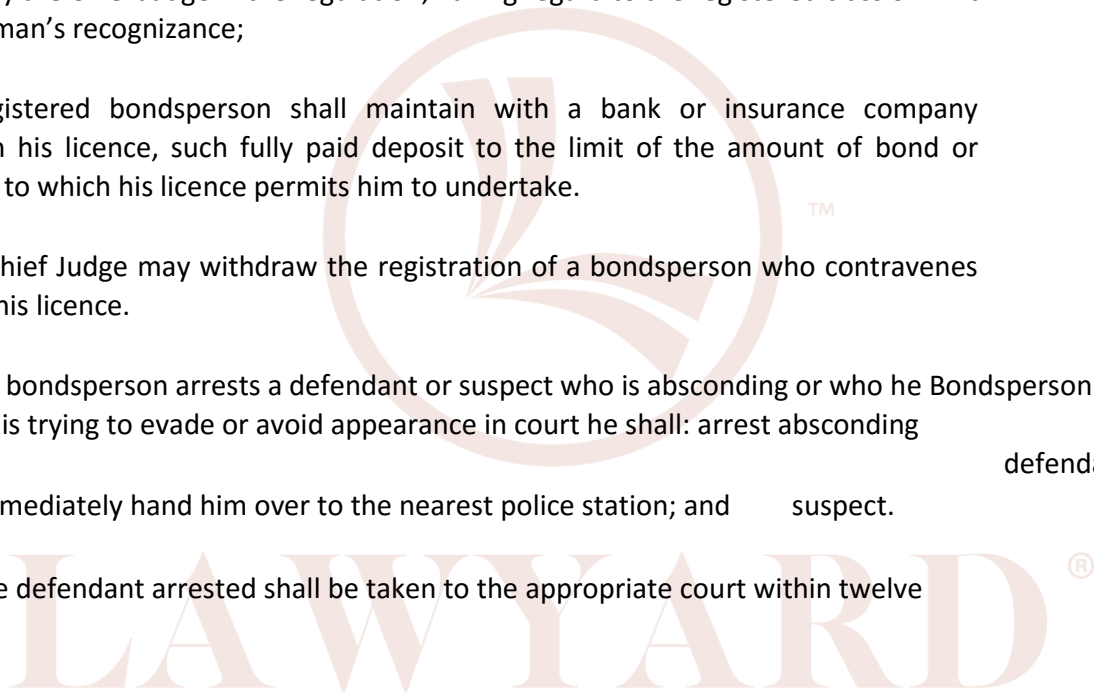 man's recognizance;
gistered bondsperson shall maintain with a bank or insurance company
his licence, such fully paid deposit to the limit of the amount of bond or
to which his licence permits him to undertake.
hief Judge may withdraw the registration of a bondsperson who contravenes
his licence.
bondsperson arrests a defendant or suspect who is absconding or who he Bondsperson
is trying to evade or avoid appearance in court he shall: arrest absconding
defenda
mediately hand him over to the nearest police station; and suspect.
e defendant arrested shall be taken to the appropriate court within twelve
TM
LAWYARD®